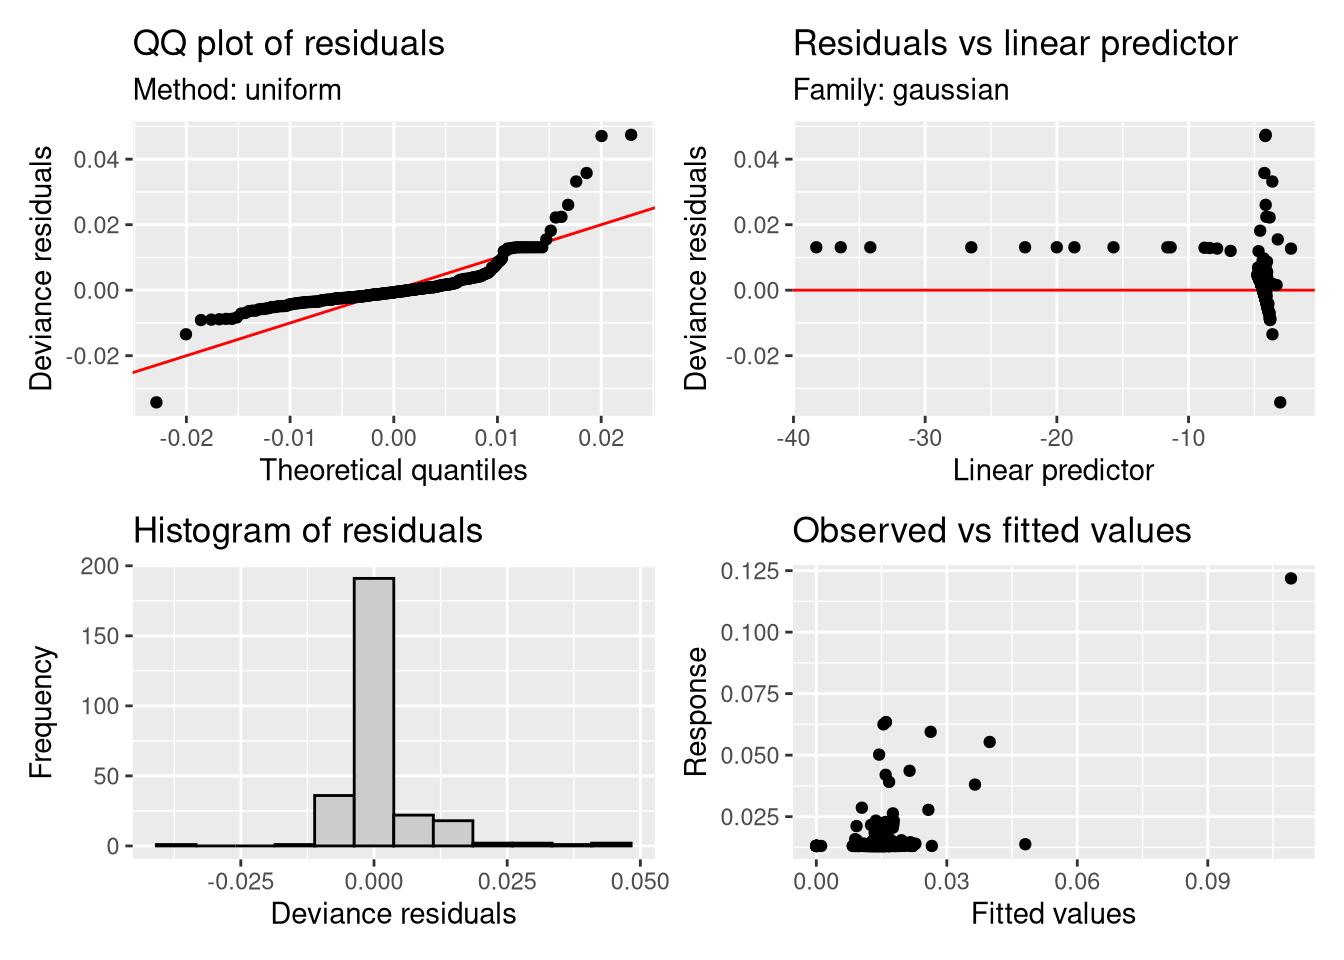 QQ plot of residuals
Method: uniform
Deviance residuals
0.04
0.02
0.00
-0.02
-0.02 -0.01 0.00 0.01 0.02
Theoretical quantiles
Residuals vs linear predictor
Family: gaussian
Deviance residuals
0.04
0.02
0.00
-0.02
-40 -30 -20 -10
Linear predictor
Histogram of residuals
Frequency
200
150
100
50
0
-0.025 0.000 0.025 0.050
Deviance residuals
Observed vs fitted values
Response
0.125
0.100
0.075
0.050
0.025
0.00 0.03 0.06 0.09
Fitted values